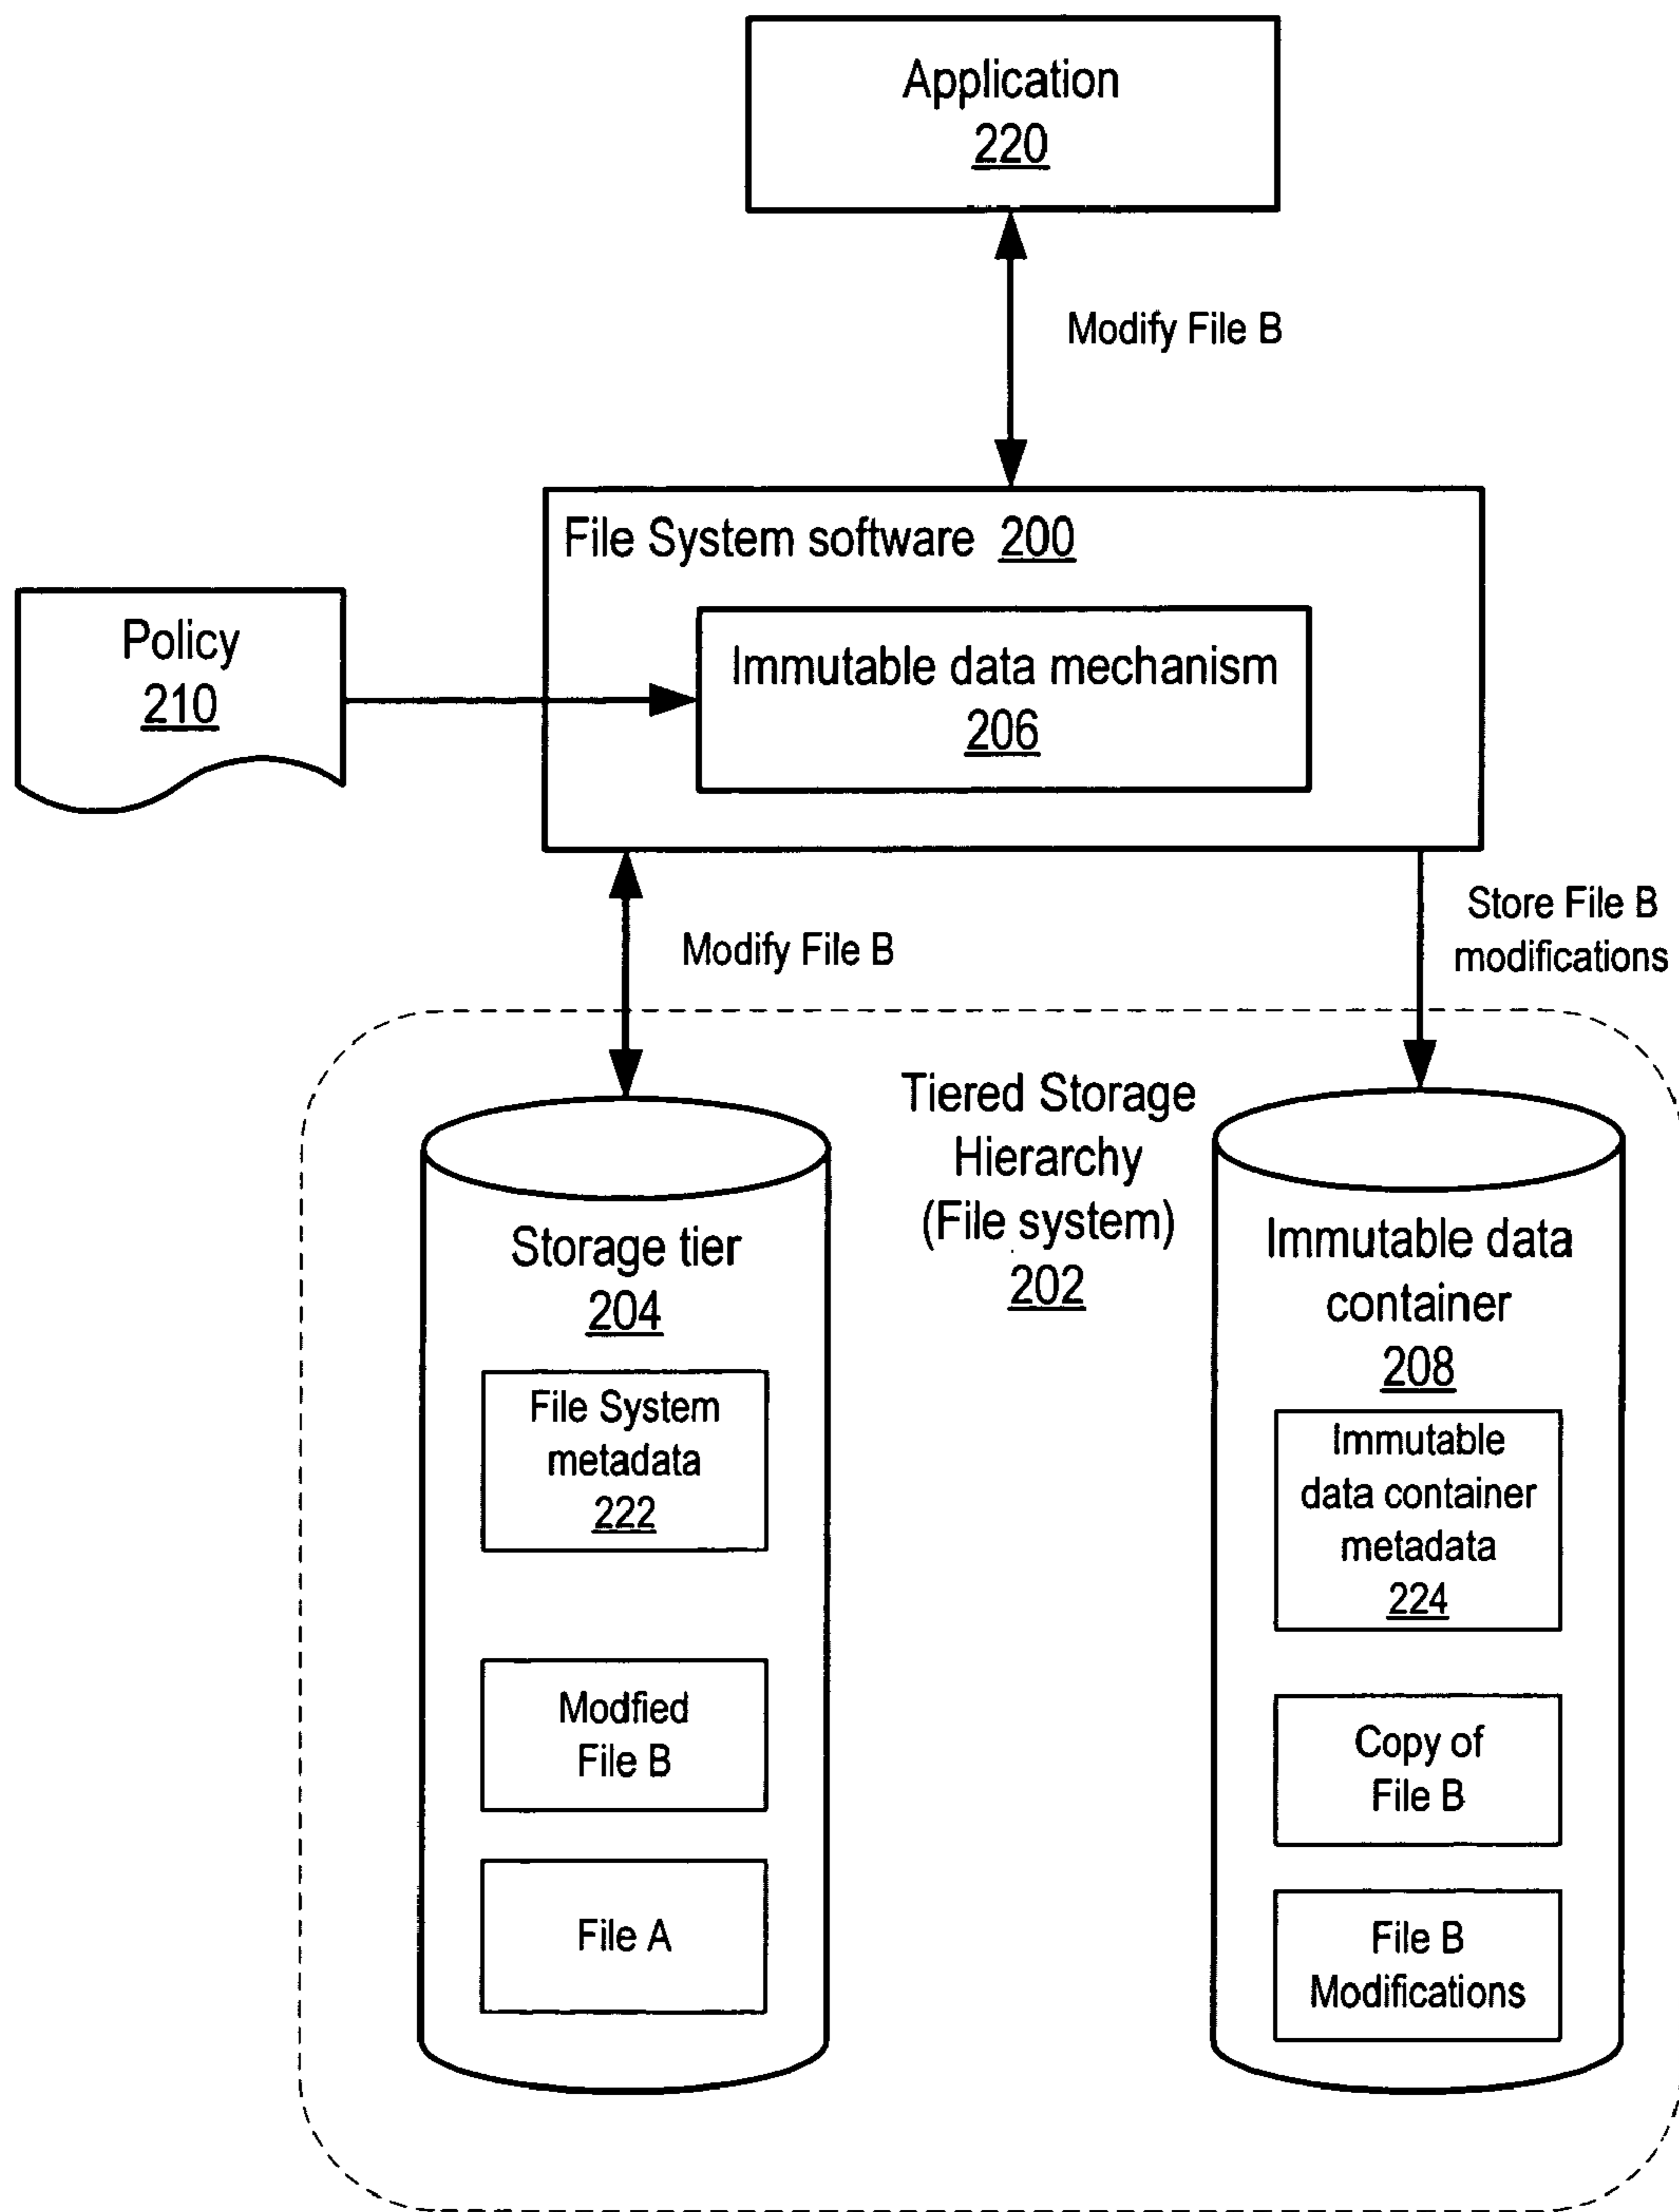 Application
220
Modify File B
File System software 200
Policy
210
Immutable data mechanism
206
Modify File B
Store File B
modifications
Tiered Storage
Hierarchy
(File system)
202
Storage tier
204
File System
metadata
222
Modfied
File B
File A
Immutable data
container
208
Immutable
data container
metadata
224
Copy of
File B
File B
Modifications